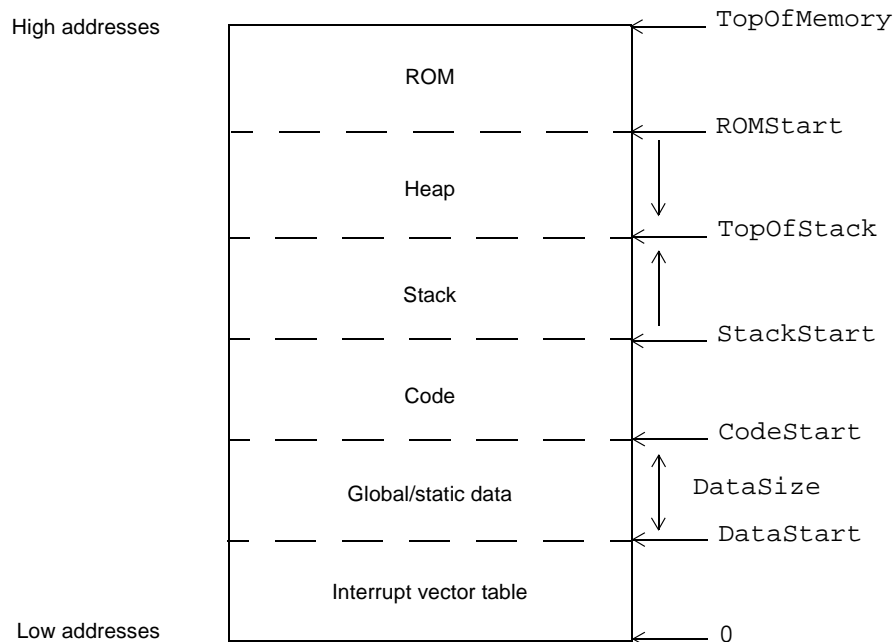 TopOfMemory
High addresses
ROM
ROMStart
Heap
TopOfStack
Stack
StackStart
Code
CodeStart
Global/static data
DataSize
DataStart
Interrupt vector table
Low addresses
0